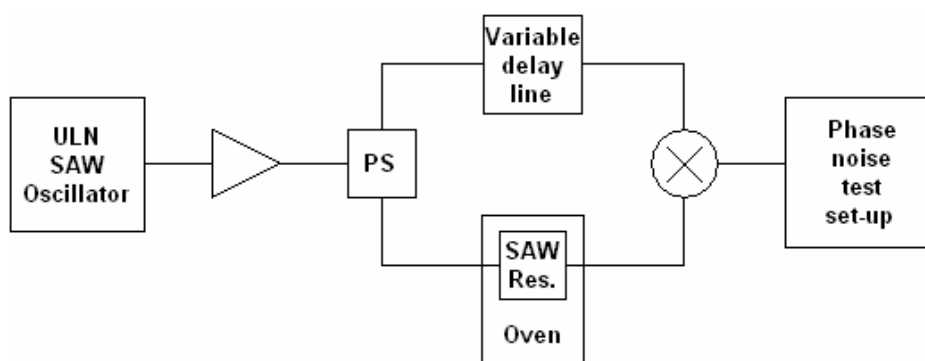 ULN
SAW
Oscillator
PS
Variable
delay
line
SAW
Res.
Oven
Phase
noise
test
set-up